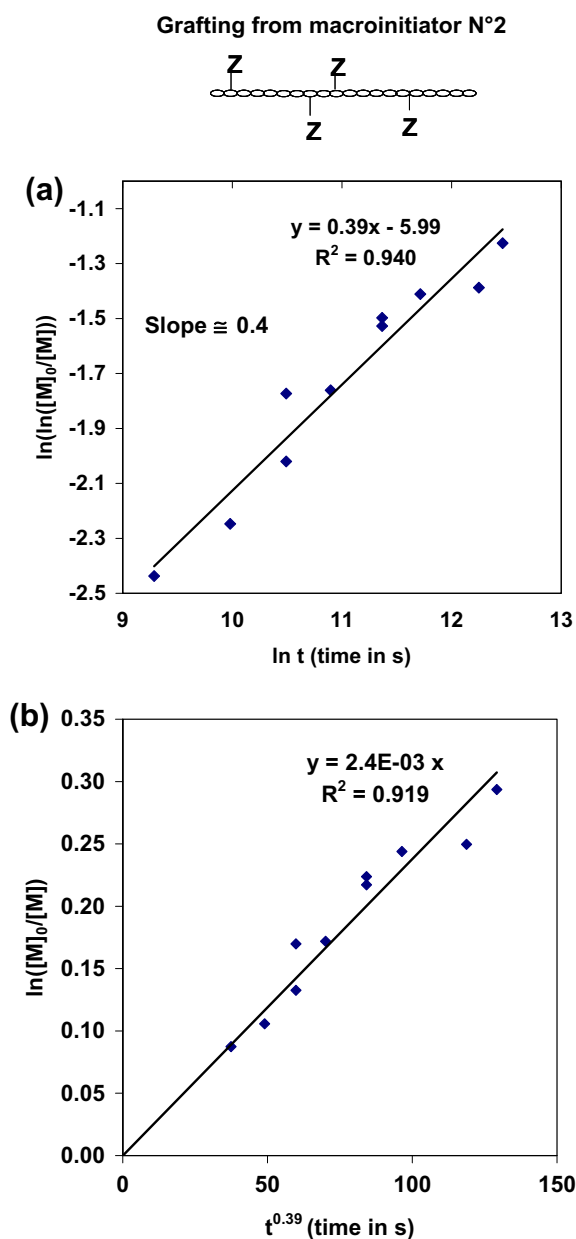 Grafting from macroinitiator N°2
Z Z
Z Z
(a)
-1.1
-1.3
-1.5
-1.7
-1.9
-2.1
-2.3
-2.5
ln(ln([M]₀/[M]))
y = 0.39x - 5.99
R² = 0.940
Slope ≅ 0.4
9 10 11 12 13
ln t (time in s)
(b)
0.35
0.30
0.25
0.20
0.15
0.10
0.05
0.00
ln([M]₀/[M])
y = 2.4E-03 x
R² = 0.919
0 50 100 150
t⁰·³⁹ (time in s)